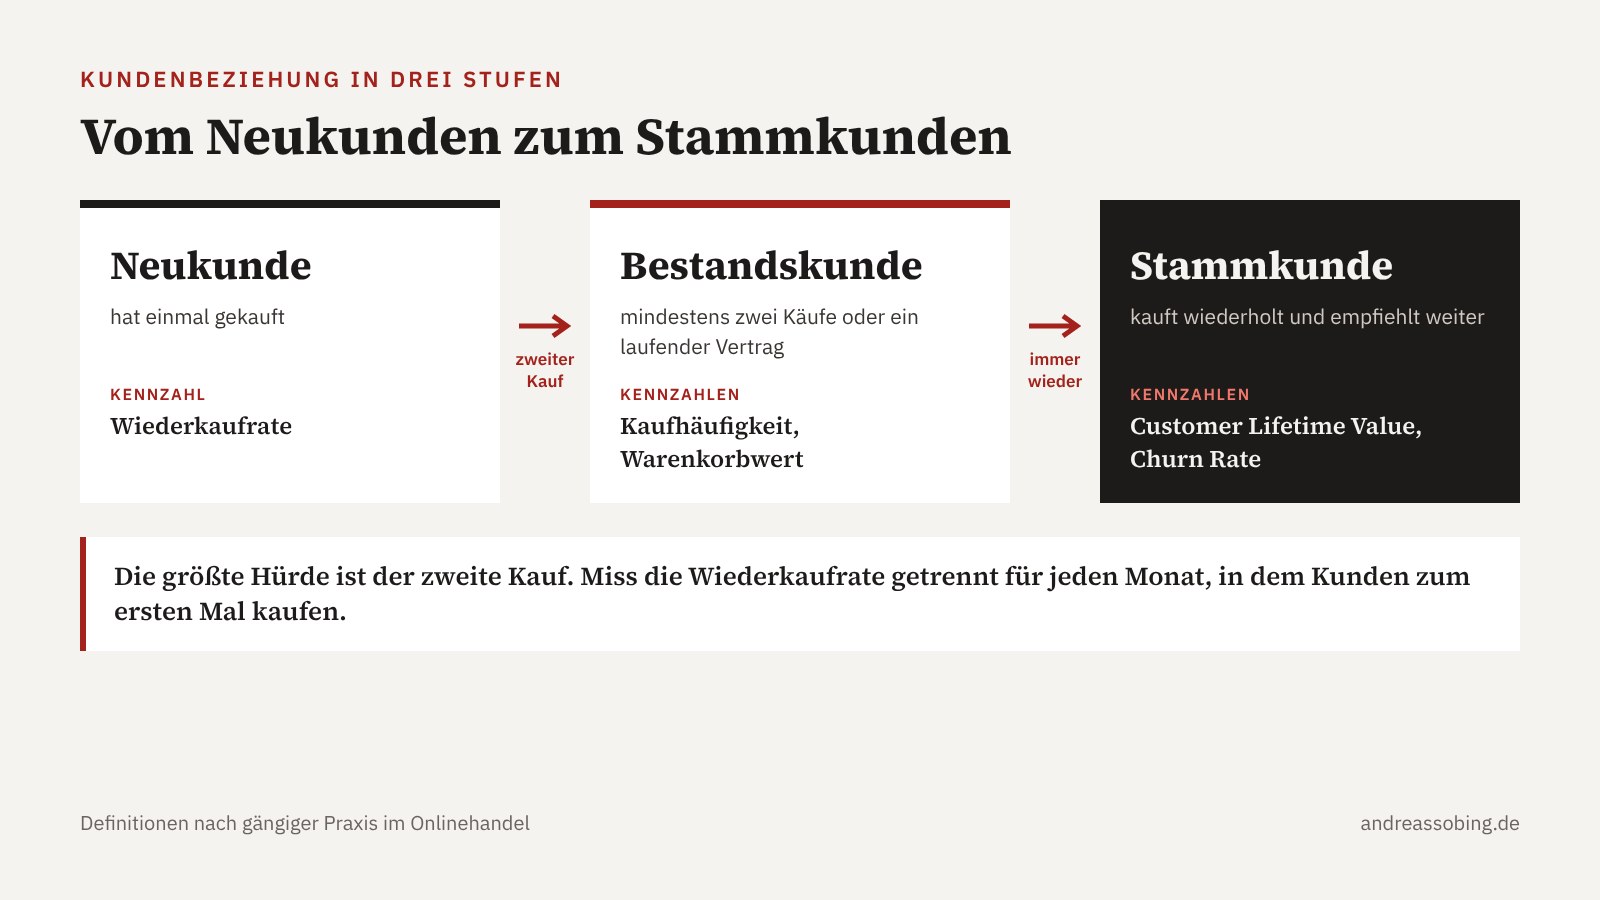 KUNDENBEZIEHUNG IN DREI STUFEN
Vom Neukunden zum Stammkunden
Neukunde
hat einmal gekauft
KENNZAHL
Wiederkaufrate
zweiter
Kauf
Bestandskunde
mindestens zwei Käufe oder ein
laufender Vertrag
KENNZAHLEN
Kaufhäufigkeit,
Warenkorbwert
immer
wieder
Stammkunde
kauft wiederholt und empfiehlt weiter
KENNZAHLEN
Customer Lifetime Value,
Churn Rate
Die größte Hürde ist der zweite Kauf. Miss die Wiederkaufrate getrennt für jeden Monat, in dem Kunden zum
ersten Mal kaufen.
Definitionen nach gängiger Praxis im Onlinehandel
andreassobing.de